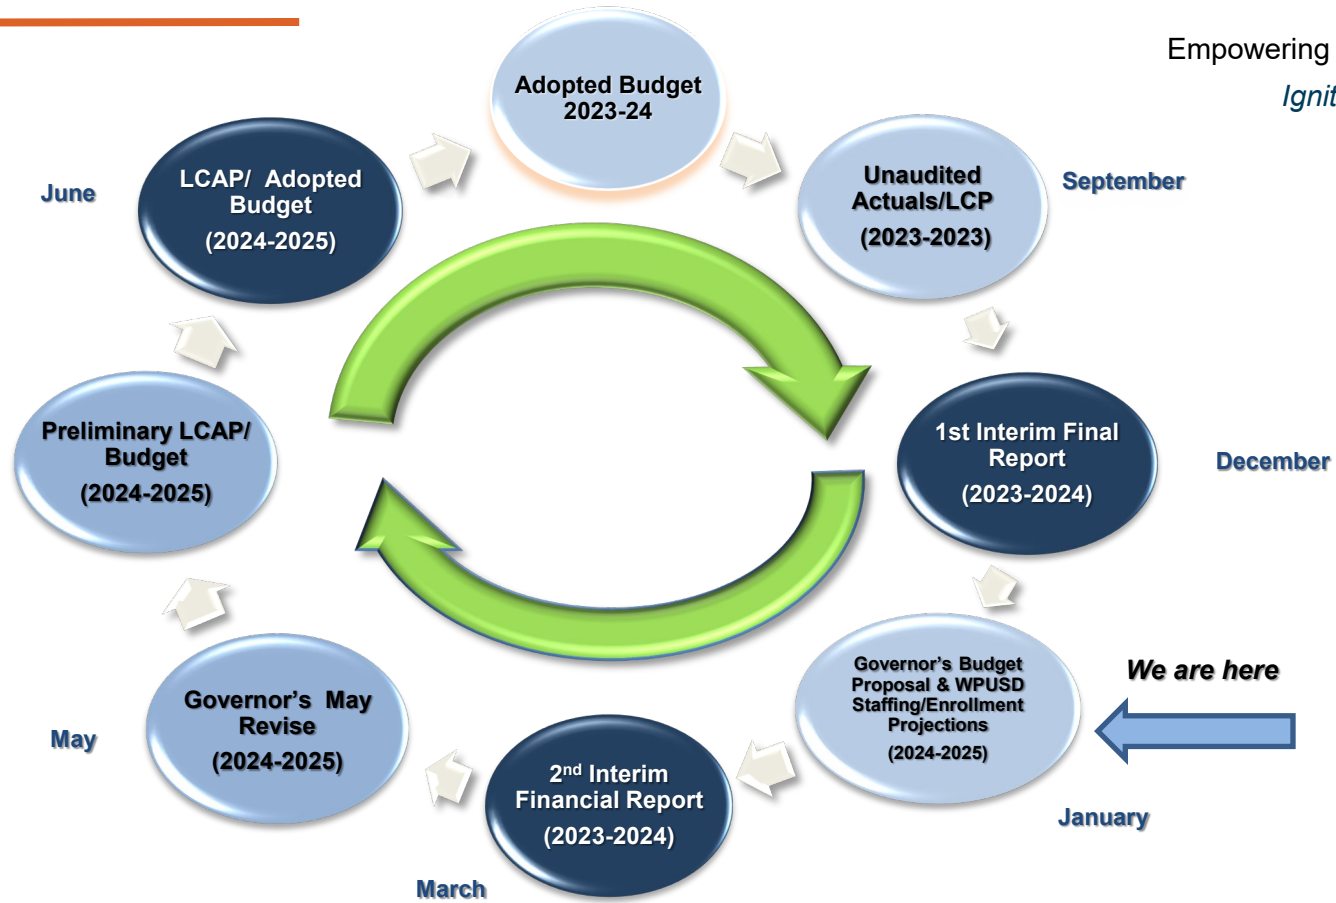 Empowering
Ignit
Adopted Budget
2023-24
Unaudited
Actuals/LCP
(2023-2023)
September
1st Interim Final
Report
(2023-2024)
December
Governor's Budget
Proposal & WPUSD
Staffing/Enrollment
Projections
(2024-2025)
We are here
January
2nd Interim
Financial Report
(2023-2024)
March
Governor's May
Revise
(2024-2025)
May
Preliminary LCAP/
Budget
(2024-2025)
LCAP/ Adopted
Budget
(2024-2025)
June